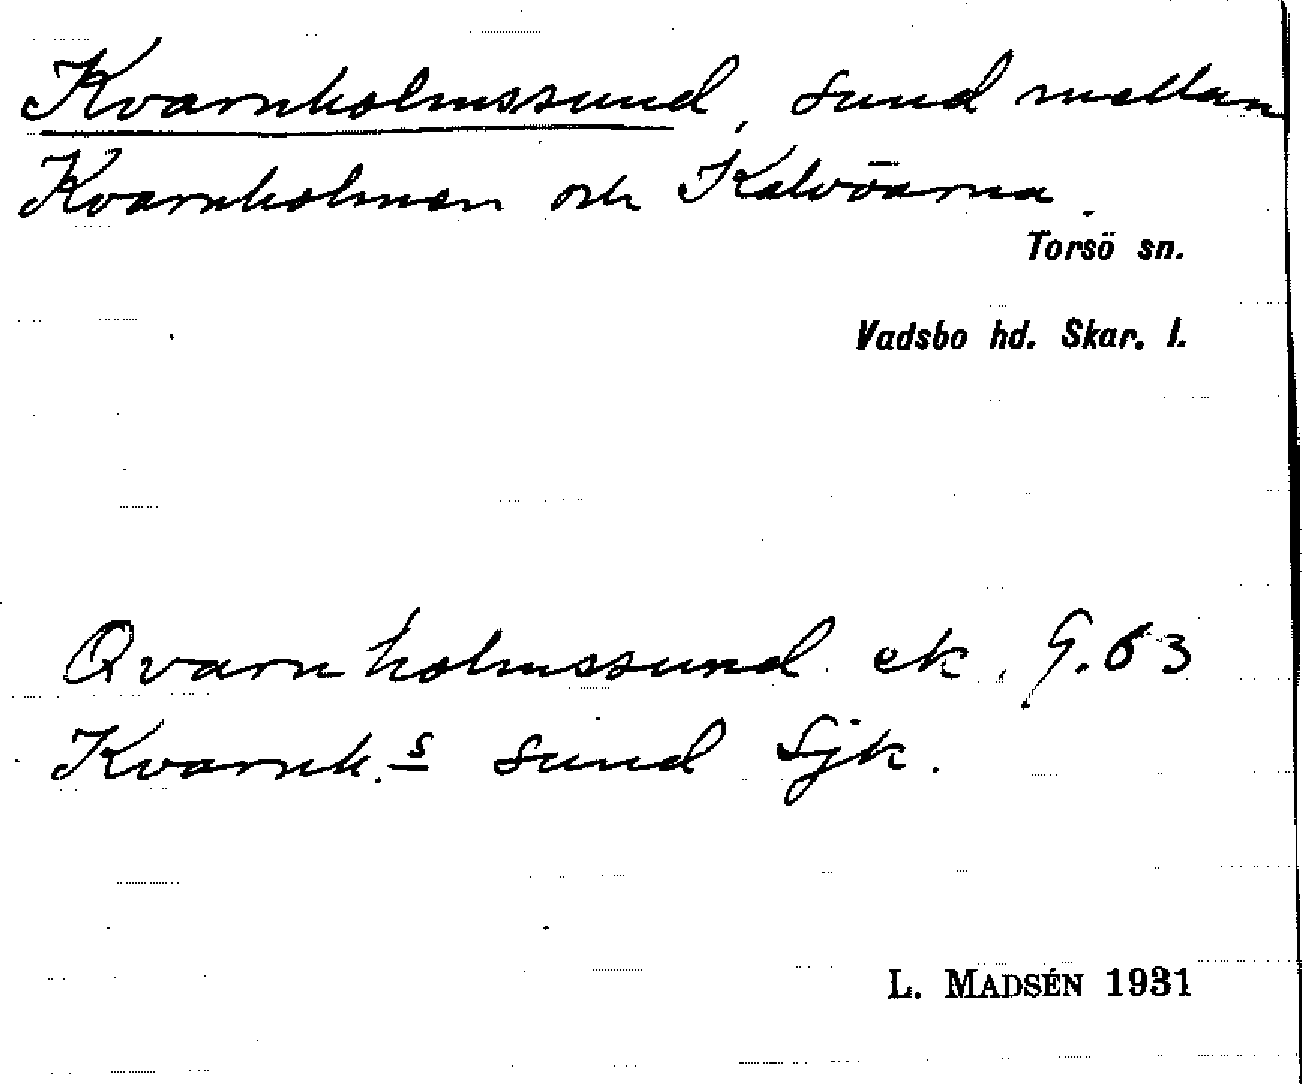 Kvarnholmssund, sund mellan
Kvarnholmen och Kalvöarna.
Torsö sn.
Vadsbo hd. Skar. l.
Qvarnholmssund ek. G.63
Kvarnh.s sund Sjk.
L. MADSÉN 1931